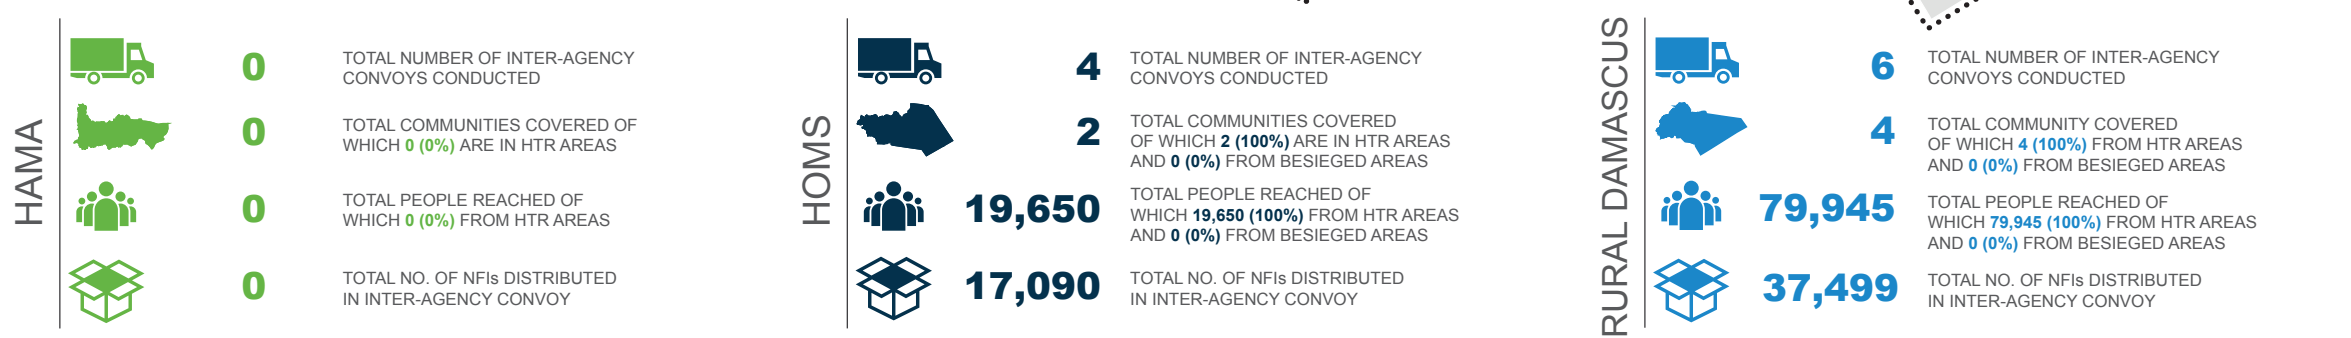 HAMA
0
TOTAL NUMBER OF INTER-AGENCY
CONVOYS CONDUCTED
0
TOTAL COMMUNITIES COVERED OF
WHICH 0 (0%) ARE IN HTR AREAS
0
TOTAL PEOPLE REACHED OF
WHICH 0 (0%) FROM HTR AREAS
0
TOTAL NO. OF NFIs DISTRIBUTED
IN INTER-AGENCY CONVOY
HOMS
4
TOTAL NUMBER OF INTER-AGENCY
CONVOYS CONDUCTED
2
TOTAL COMMUNITIES COVERED
OF WHICH 2 (100%) ARE IN HTR AREAS
AND 0 (0%) FROM BESIEGED AREAS
19,650
TOTAL PEOPLE REACHED OF
WHICH 19,650 (100%) FROM HTR AREAS
AND 0 (0%) FROM BESIEGED AREAS
17,090
TOTAL NO. OF NFIs DISTRIBUTED
IN INTER-AGENCY CONVOY
RURAL DAMASCUS
6
TOTAL NUMBER OF INTER-AGENCY
CONVOYS CONDUCTED
4
TOTAL COMMUNITY COVERED
OF WHICH 4 (100%) FROM HTR AREAS
AND 0 (0%) FROM BESIEGED AREAS
79,945
TOTAL PEOPLE REACHED OF
WHICH 79,945 (100%) FROM HTR AREAS
AND 0 (0%) FROM BESIEGED AREAS
37,499
TOTAL NO. OF NFIs DISTRIBUTED
IN INTER-AGENCY CONVOY